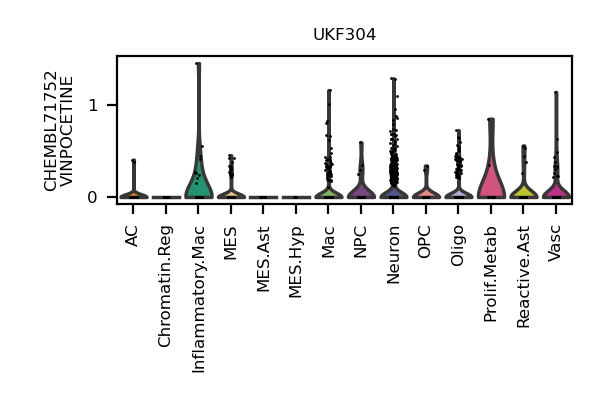 UKF304
CHEMBL71752
VINPOCETINE
1
0
AC
Chromatin.Reg
Inflammatory.Mac
MES
MES.Ast
MES.Hyp
Mac
NPC
Neuron
OPC
Oligo
Prolif.Metab
Reactive.Ast
Vasc